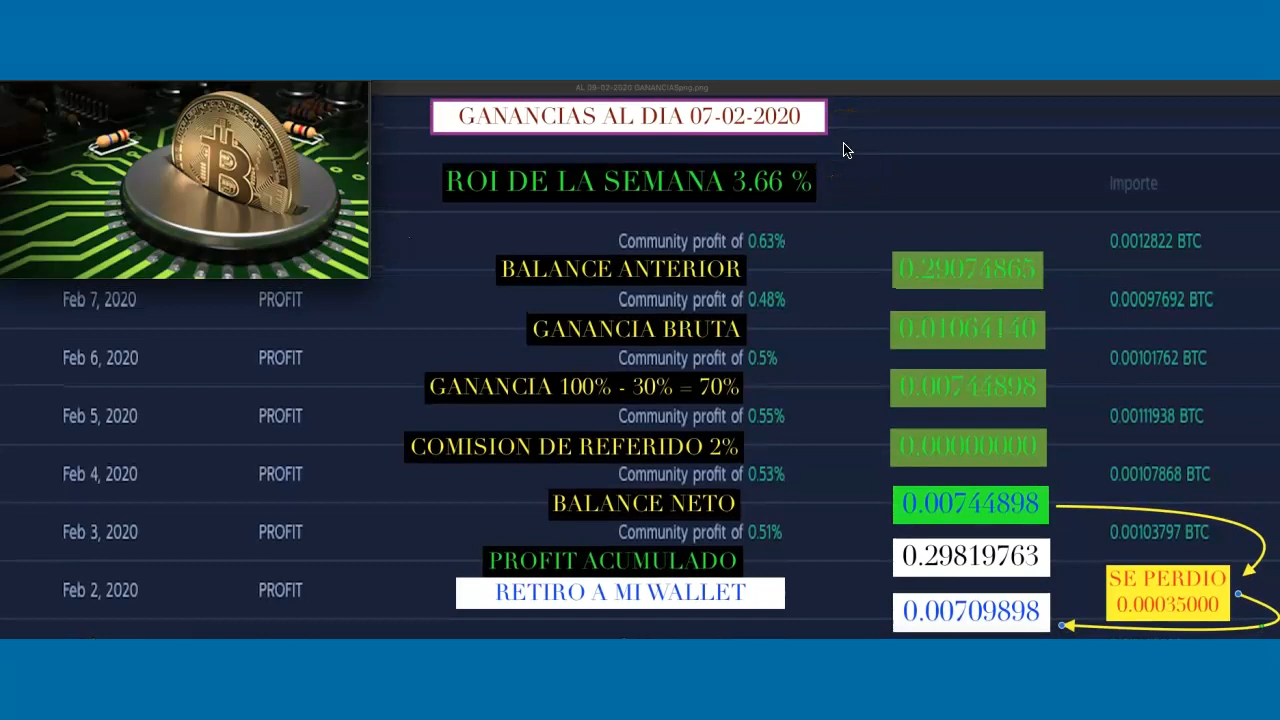 AL 09-02-2020 GANANCIASpng.png
GANANCIAS AL DIA 07-02-2020
ROI DE LA SEMANA 3.66 %
Importe
Community profit of 0.63%
0.0012822 BTC
BALANCE ANTERIOR
0.29074865
Feb 7, 2020
PROFIT
Community profit of 0.48%
0.00097692 BTC
GANANCIA BRUTA
0.01064140
Feb 6, 2020
PROFIT
Community profit of 0.5%
0.00101762 BTC
GANANCIA 100% - 30% = 70%
0.00744898
Feb 5, 2020
PROFIT
Community profit of 0.55%
0.00111938 BTC
COMISION DE REFERIDO 2%
0.00000000
Feb 4, 2020
PROFIT
Community profit of 0.53%
0.00107868 BTC
BALANCE NETO
0.00744898
Feb 3, 2020
PROFIT
Community profit of 0.51%
0.00103797 BTC
PROFIT ACUMULADO
0.29819763
Feb 2, 2020
PROFIT
RETIRO A MI WALLET
0.00709898
SE PERDIO
0.00035000